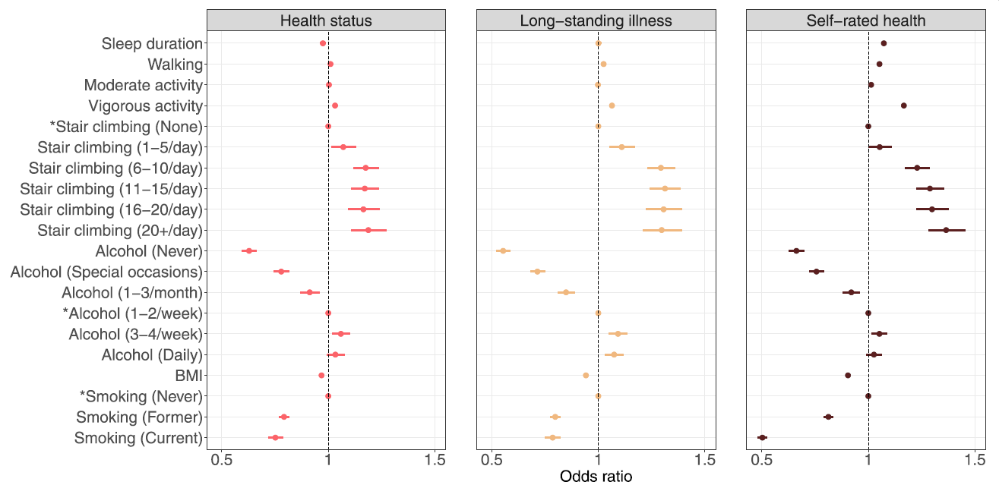 Health status
Long−standing illness
Self−rated health
Sleep duration
Walking
Moderate activity
Vigorous activity
*Stair climbing (None)
Stair climbing (1−5/day)
Stair climbing (6−10/day)
Stair climbing (11−15/day)
Stair climbing (16−20/day)
Stair climbing (20+/day)
Alcohol (Never)
Alcohol (Special occasions)
Alcohol (1−3/month)
*Alcohol (1−2/week)
Alcohol (3−4/week)
Alcohol (Daily)
BMI
*Smoking (Never)
Smoking (Former)
Smoking (Current)
0.5 1 1.5
0.5 1 1.5
0.5 1 1.5
Odds ratio